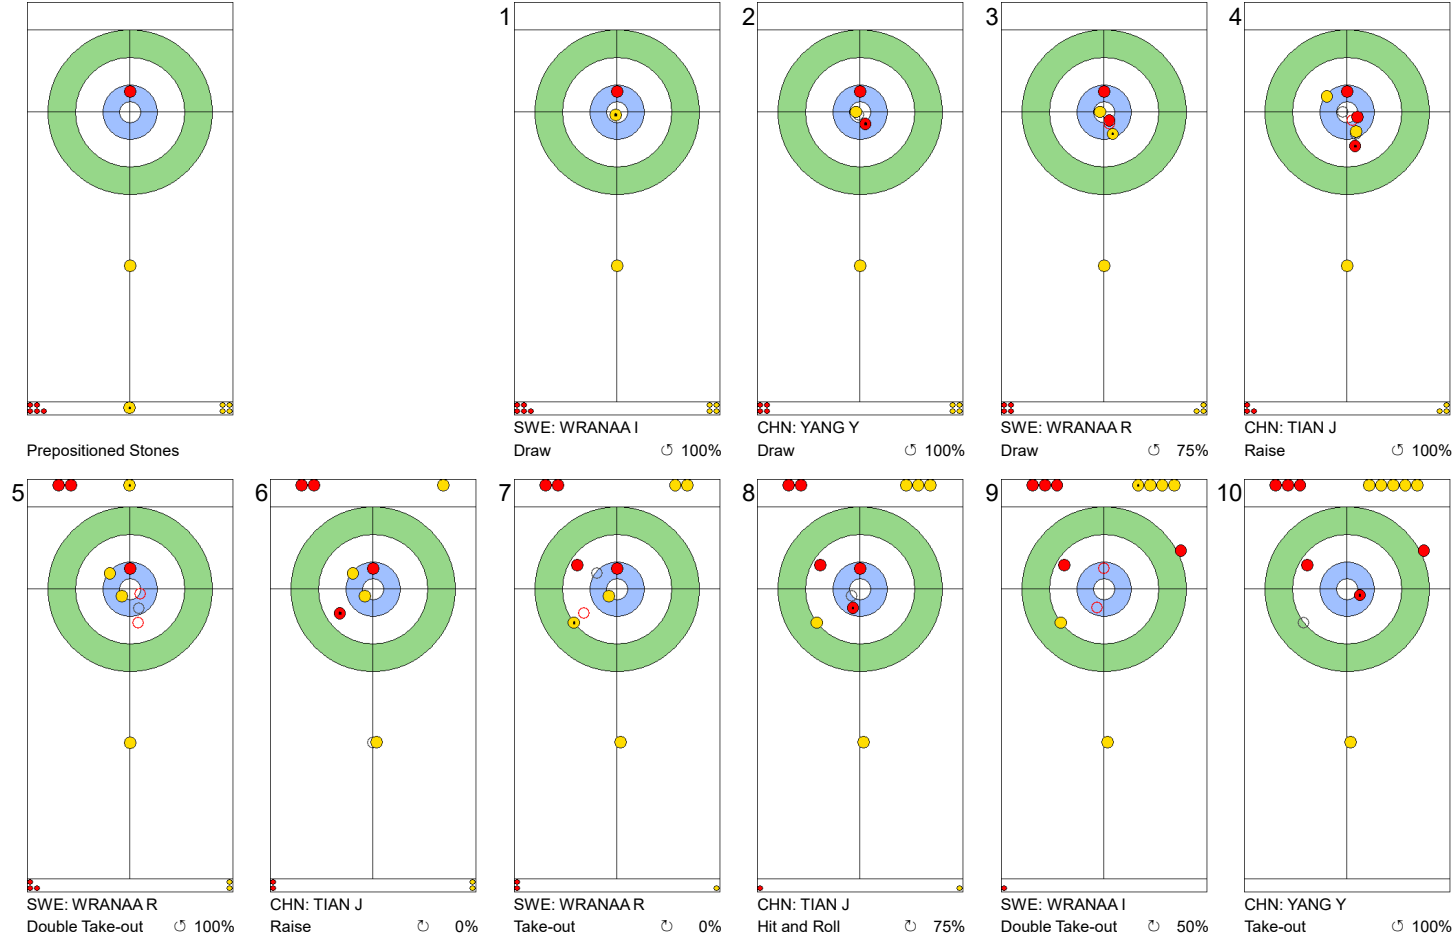 1
2
3
4
Prepositioned Stones
SWE: WRANAA I
Draw 100%
CHN: YANG Y
Draw 100%
SWE: WRANAA R
Draw 75%
CHN: TIAN J
Raise 100%
5
6
7
8
9
10
SWE: WRANAA R
Double Take-out 100%
CHN: TIAN J
Raise 0%
SWE: WRANAA R
Take-out 0%
CHN: TIAN J
Hit and Roll 75%
SWE: WRANAA I
Double Take-out 50%
CHN: YANG Y
Take-out 100%